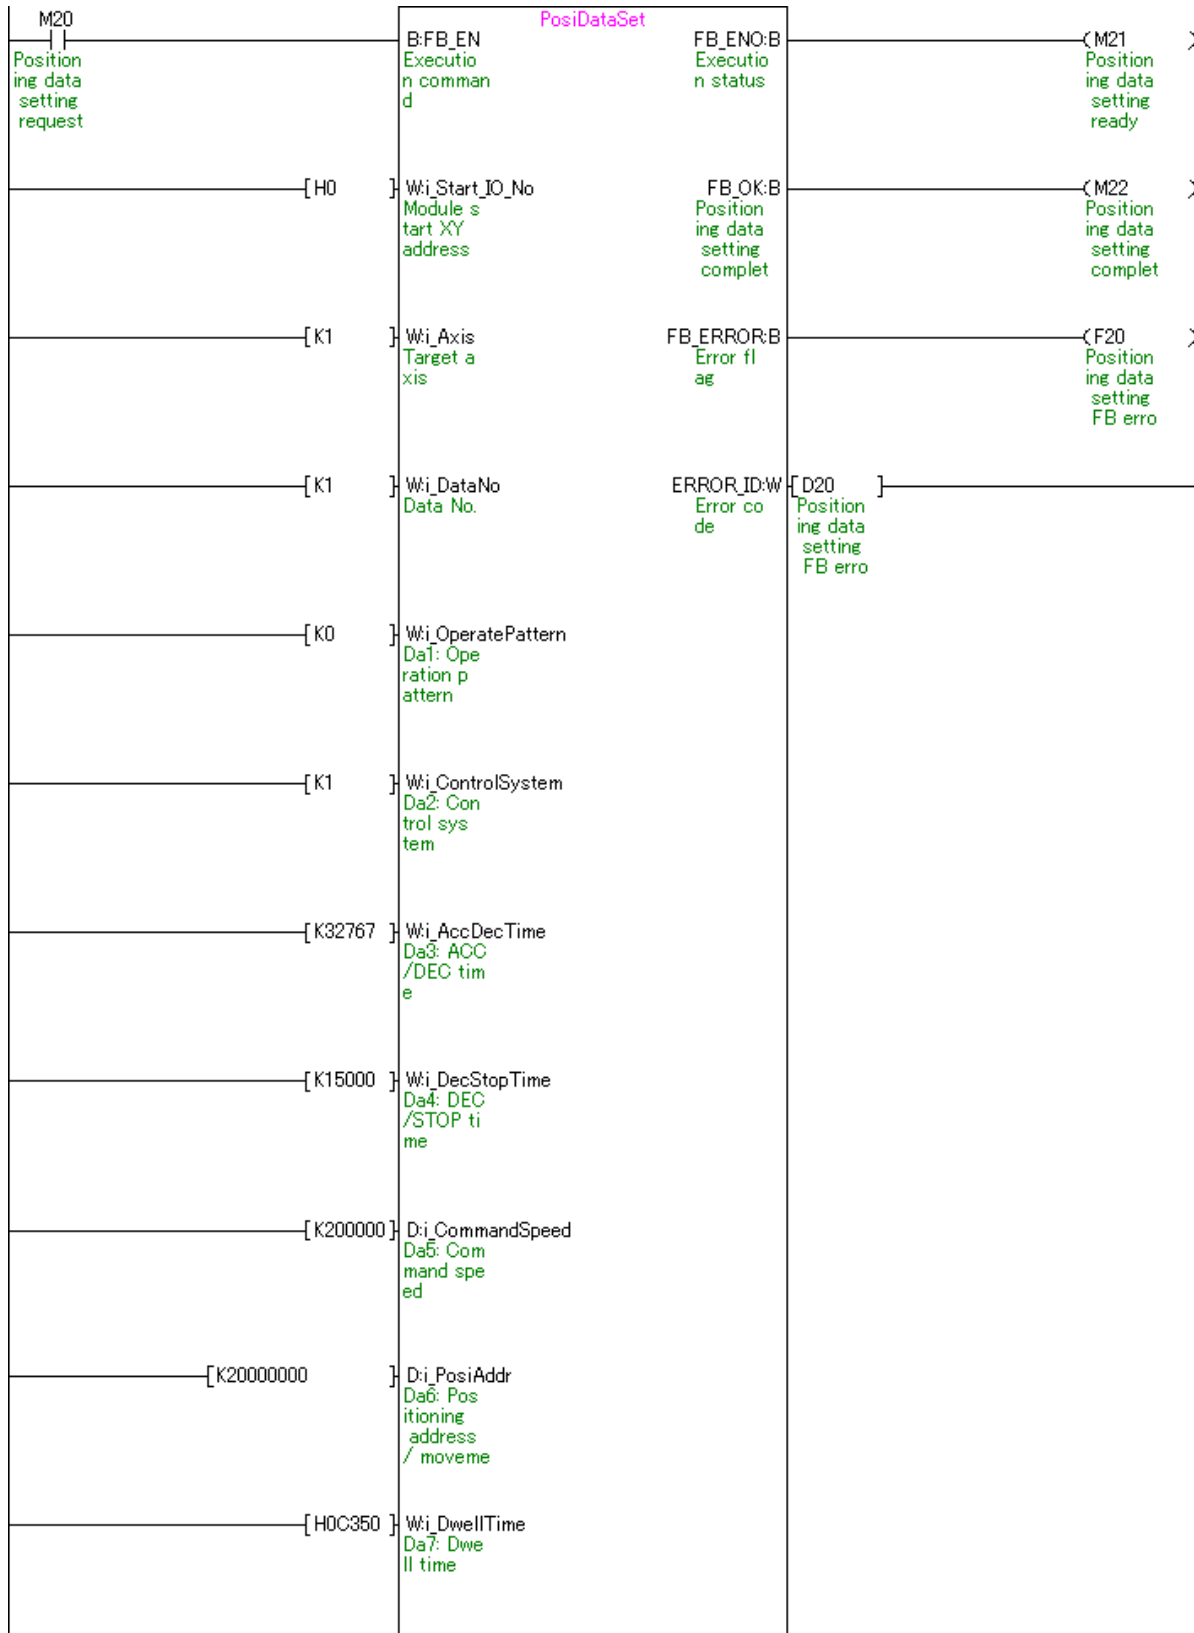 M20
Position
ing data
setting
request
PosiDataSet
B:FB_EN
Executio
n comman
d
FB_ENO:B
Executio
n status
M21
Position
ing data
setting
ready
H0
W:i_Start_IO_No
Module s
tart XY
address
FB_OK:B
Position
ing data
setting
complet
M22
Position
ing data
setting
complet
K1
W:i_Axis
Target a
xis
FB_ERROR:B
Error fl
ag
F20
Position
ing data
setting
FB erro
K1
W:i_DataNo
Data No.
ERROR_ID:W
Error co
de
D20
Position
ing data
setting
FB erro
K0
W:i_OperatePattern
Da1: Ope
ration p
attern
K1
W:i_ControlSystem
Da2: Con
trol sys
tem
K32767
W:i_AccDecTime
Da3: ACC
/DEC tim
e
K15000
W:i_DecStopTime
Da4: DEC
/STOP ti
me
K200000
D:i_CommandSpeed
Da5: Com
mand spe
ed
K20000000
D:i_PosiAddr
Da6: Pos
itioning
address
/ moveme
H0C350
W:i_DwellTime
Da7: Dwe
ll time